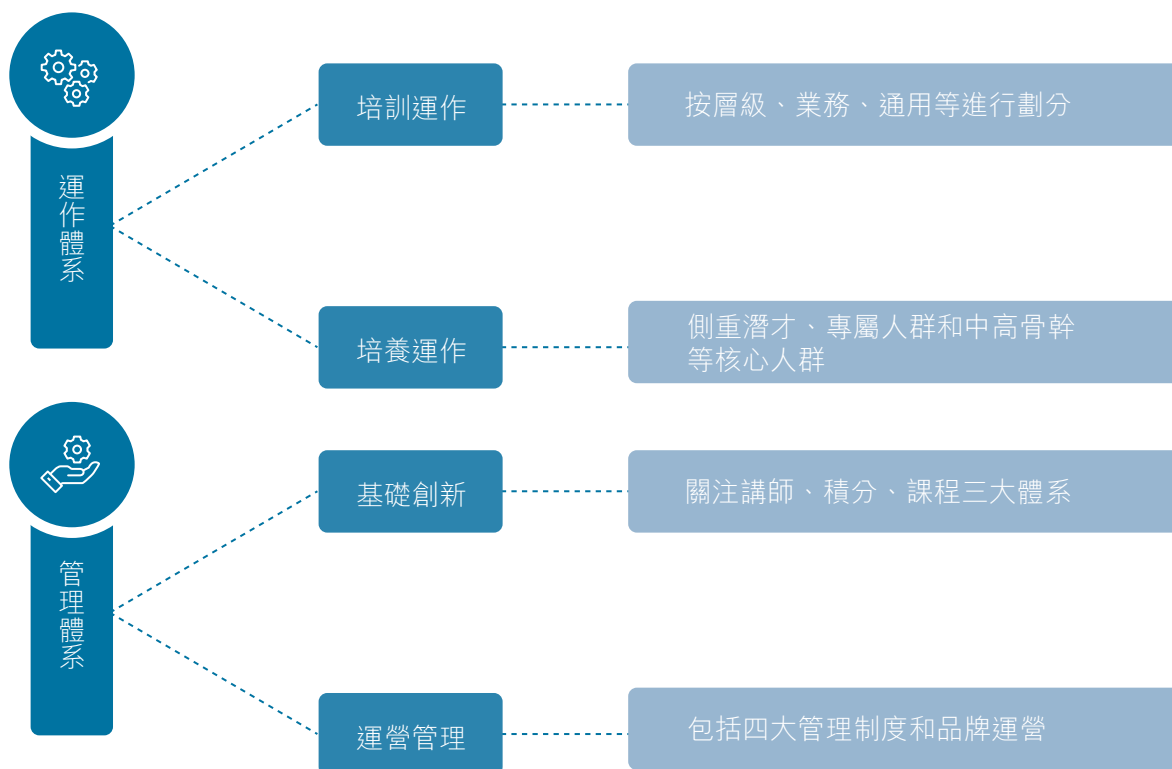 運作體系
培訓運作
按層級、業務、通用等進行劃分
培養運作
側重潛才、專屬人群和中高骨幹
等核心人群
管理體系
基礎創新
關注講師、積分、課程三大體系
運營管理
包括四大管理制度和品牌運營